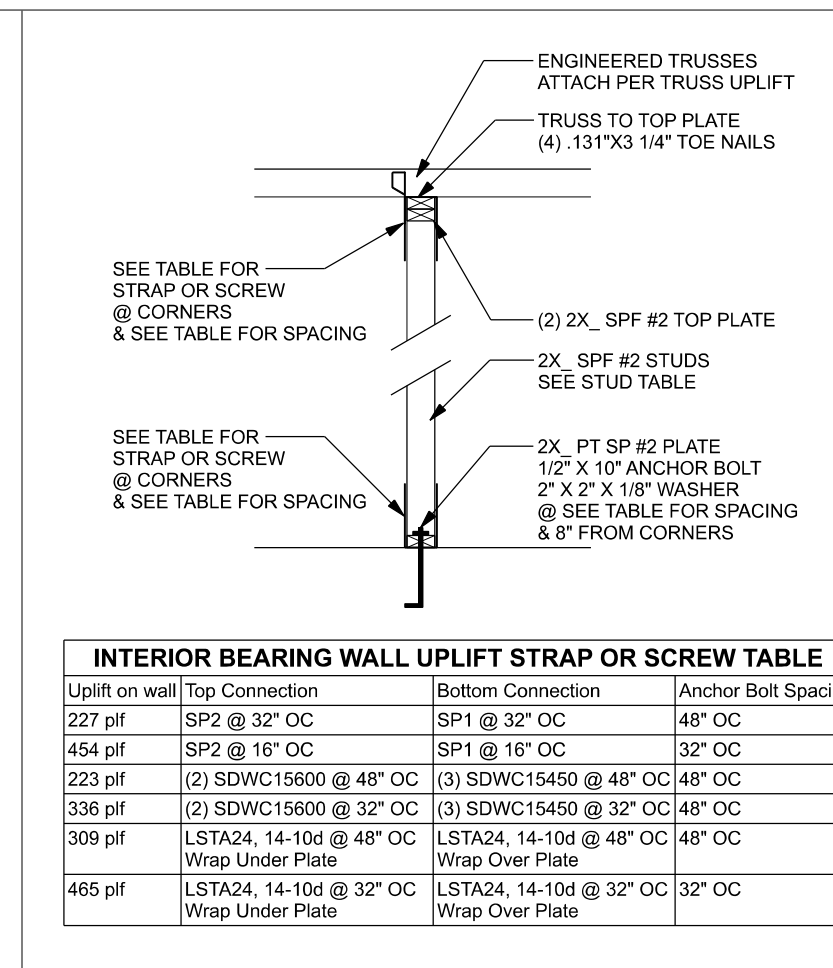 ENGINEERED TRUSSES
ATTACH PER TRUSS UPLIFT
TRUSS TO TOP PLATE
(4) .131"X3 1/4" TOE NAILS
SEE TABLE FOR
STRAP OR SCREW
@ CORNERS
& SEE TABLE FOR SPACING
(2) 2X_ SPF #2 TOP PLATE
2X_ SPF #2 STUDS
SEE STUD TABLE
SEE TABLE FOR
STRAP OR SCREW
@ CORNERS
& SEE TABLE FOR SPACING
2X_ PT SP #2 PLATE
1/2" X 10" ANCHOR BOLT
2" X 2" X 1/8" WASHER
@ SEE TABLE FOR SPACING
& 8" FROM CORNERS
INTERIOR BEARING WALL UPLIFT STRAP OR SCREW TABLE
Uplift on wall Top Connection Bottom Connection Anchor Bolt Spaci
227 plf SP2 @ 32" OC SP1 @ 32" OC 48" OC
454 plf SP2 @ 16" OC SP1 @ 16" OC 32" OC
223 plf (2) SDWC15600 @ 48" OC (3) SDWC15450 @ 48" OC 48" OC
336 plf (2) SDWC15600 @ 32" OC (3) SDWC15450 @ 32" OC 48" OC
309 plf LSTA24, 14-10d @ 48" OC LSTA24, 14-10d @ 48" OC 48" OC
Wrap Under Plate Wrap Over Plate
465 plf LSTA24, 14-10d @ 32" OC LSTA24, 14-10d @ 32" OC 32" OC
Wrap Under Plate Wrap Over Plate